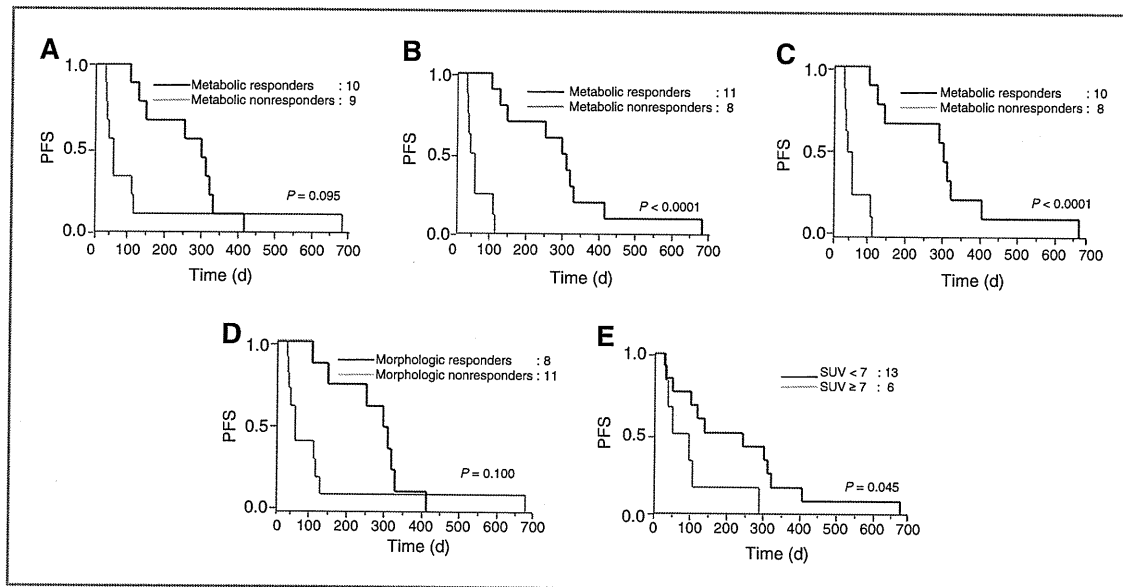 A
1.0
0.5
0.0
PFS
Metabolic responders : 10
Metabolic nonresponders : 9
P = 0.095
0 100 200 300 400 500 600 700
Time (d)
B
1.0
0.5
0.0
PFS
Metabolic responders : 11
Metabolic nonresponders : 8
P < 0.0001
0 100 200 300 400 500 600 700
Time (d)
C
1.0
0.5
0.0
PFS
Metabolic responders : 10
Metabolic nonresponders : 8
P < 0.0001
0 100 200 300 400 500 600 700
Time (d)
D
1.0
0.5
0.0
PFS
Morphologic responders : 8
Morphologic nonresponders : 11
P = 0.100
0 100 200 300 400 500 600 700
Time (d)
E
1.0
0.5
0.0
PFS
SUV < 7 : 13
SUV ≥ 7 : 6
P = 0.045
0 100 200 300 400 500 600 700
Time (d)